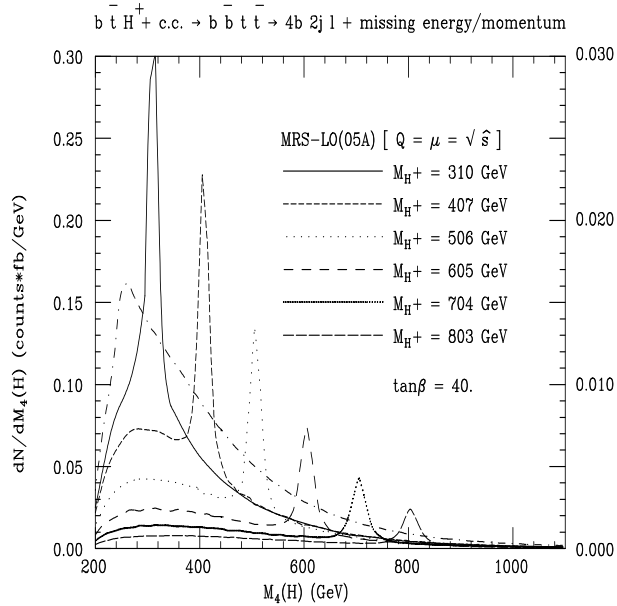 b t̄ H⁺ + c.c. → b b̄ t t̄ → 4b 2j l + missing energy/momentum
0.30
0.25
0.20
0.15
0.10
0.05
0.00
0.030
0.020
0.010
0.000
dN/dM₄(H) (counts*fb/GeV)
MRS-LO(05A) [ Q = μ = √ŝ ]
M_H+ = 310 GeV
M_H+ = 407 GeV
M_H+ = 506 GeV
M_H+ = 605 GeV
M_H+ = 704 GeV
M_H+ = 803 GeV
tanβ = 40.
200 400 600 800 1000
M₄(H) (GeV)